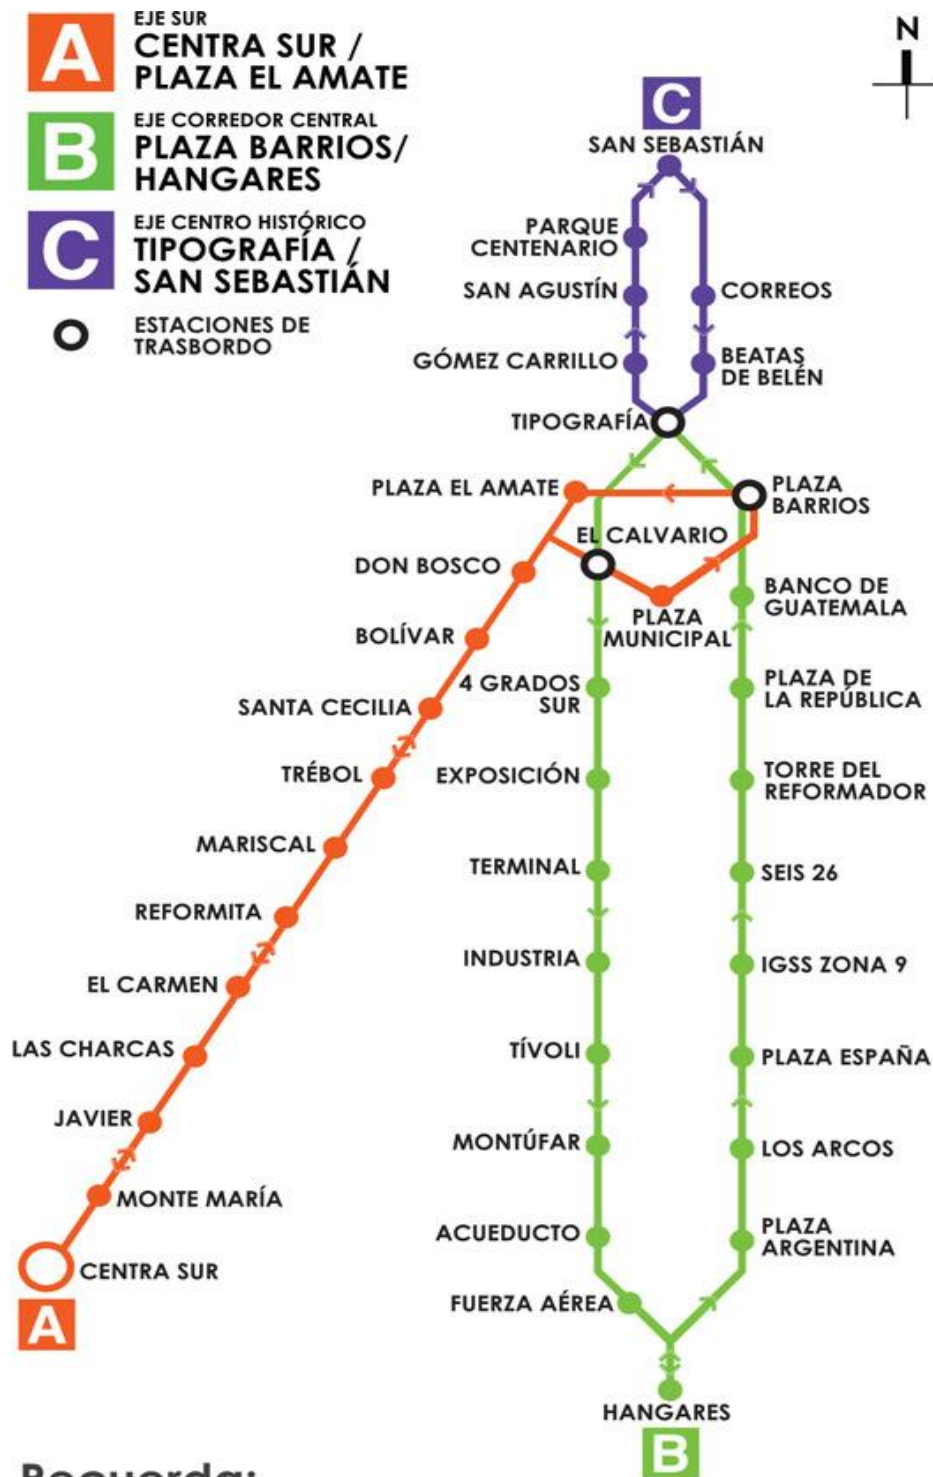 A
EJE SUR
CENTRA SUR /
PLAZA EL AMATE
B
EJE CORREDOR CENTRAL
PLAZA BARRIOS/
HANGARES
C
EJE CENTRO HISTÓRICO
TIPOGRAFÍA /
SAN SEBASTIÁN
ESTACIONES DE
TRASBORDO
N
C
SAN SEBASTIÁN
PARQUE
CENTENARIO
SAN AGUSTÍN
CORREOS
GÓMEZ CARRILLO
BEATAS
DE BELÉN
TIPOGRAFÍA
PLAZA EL AMATE
PLAZA
BARRIOS
EL CALVARIO
DON BOSCO
BANCO DE
GUATEMALA
PLAZA
MUNICIPAL
BOLÍVAR
4 GRADOS
SUR
PLAZA DE
LA REPÚBLICA
SANTA CECILIA
TRÉBOL
EXPOSICIÓN
TORRE DEL
REFORMADOR
MARISCAL
TERMINAL
SEIS 26
REFORMITA
INDUSTRIA
IGSS ZONA 9
EL CARMEN
LAS CHARCAS
TÍVOLI
PLAZA ESPAÑA
JAVIER
MONTÚFAR
LOS ARCOS
MONTE MARÍA
ACUEDUCTO
PLAZA
ARGENTINA
CENTRA SUR
A
FUERZA AÉREA
HANGARES
B
Recuerda: